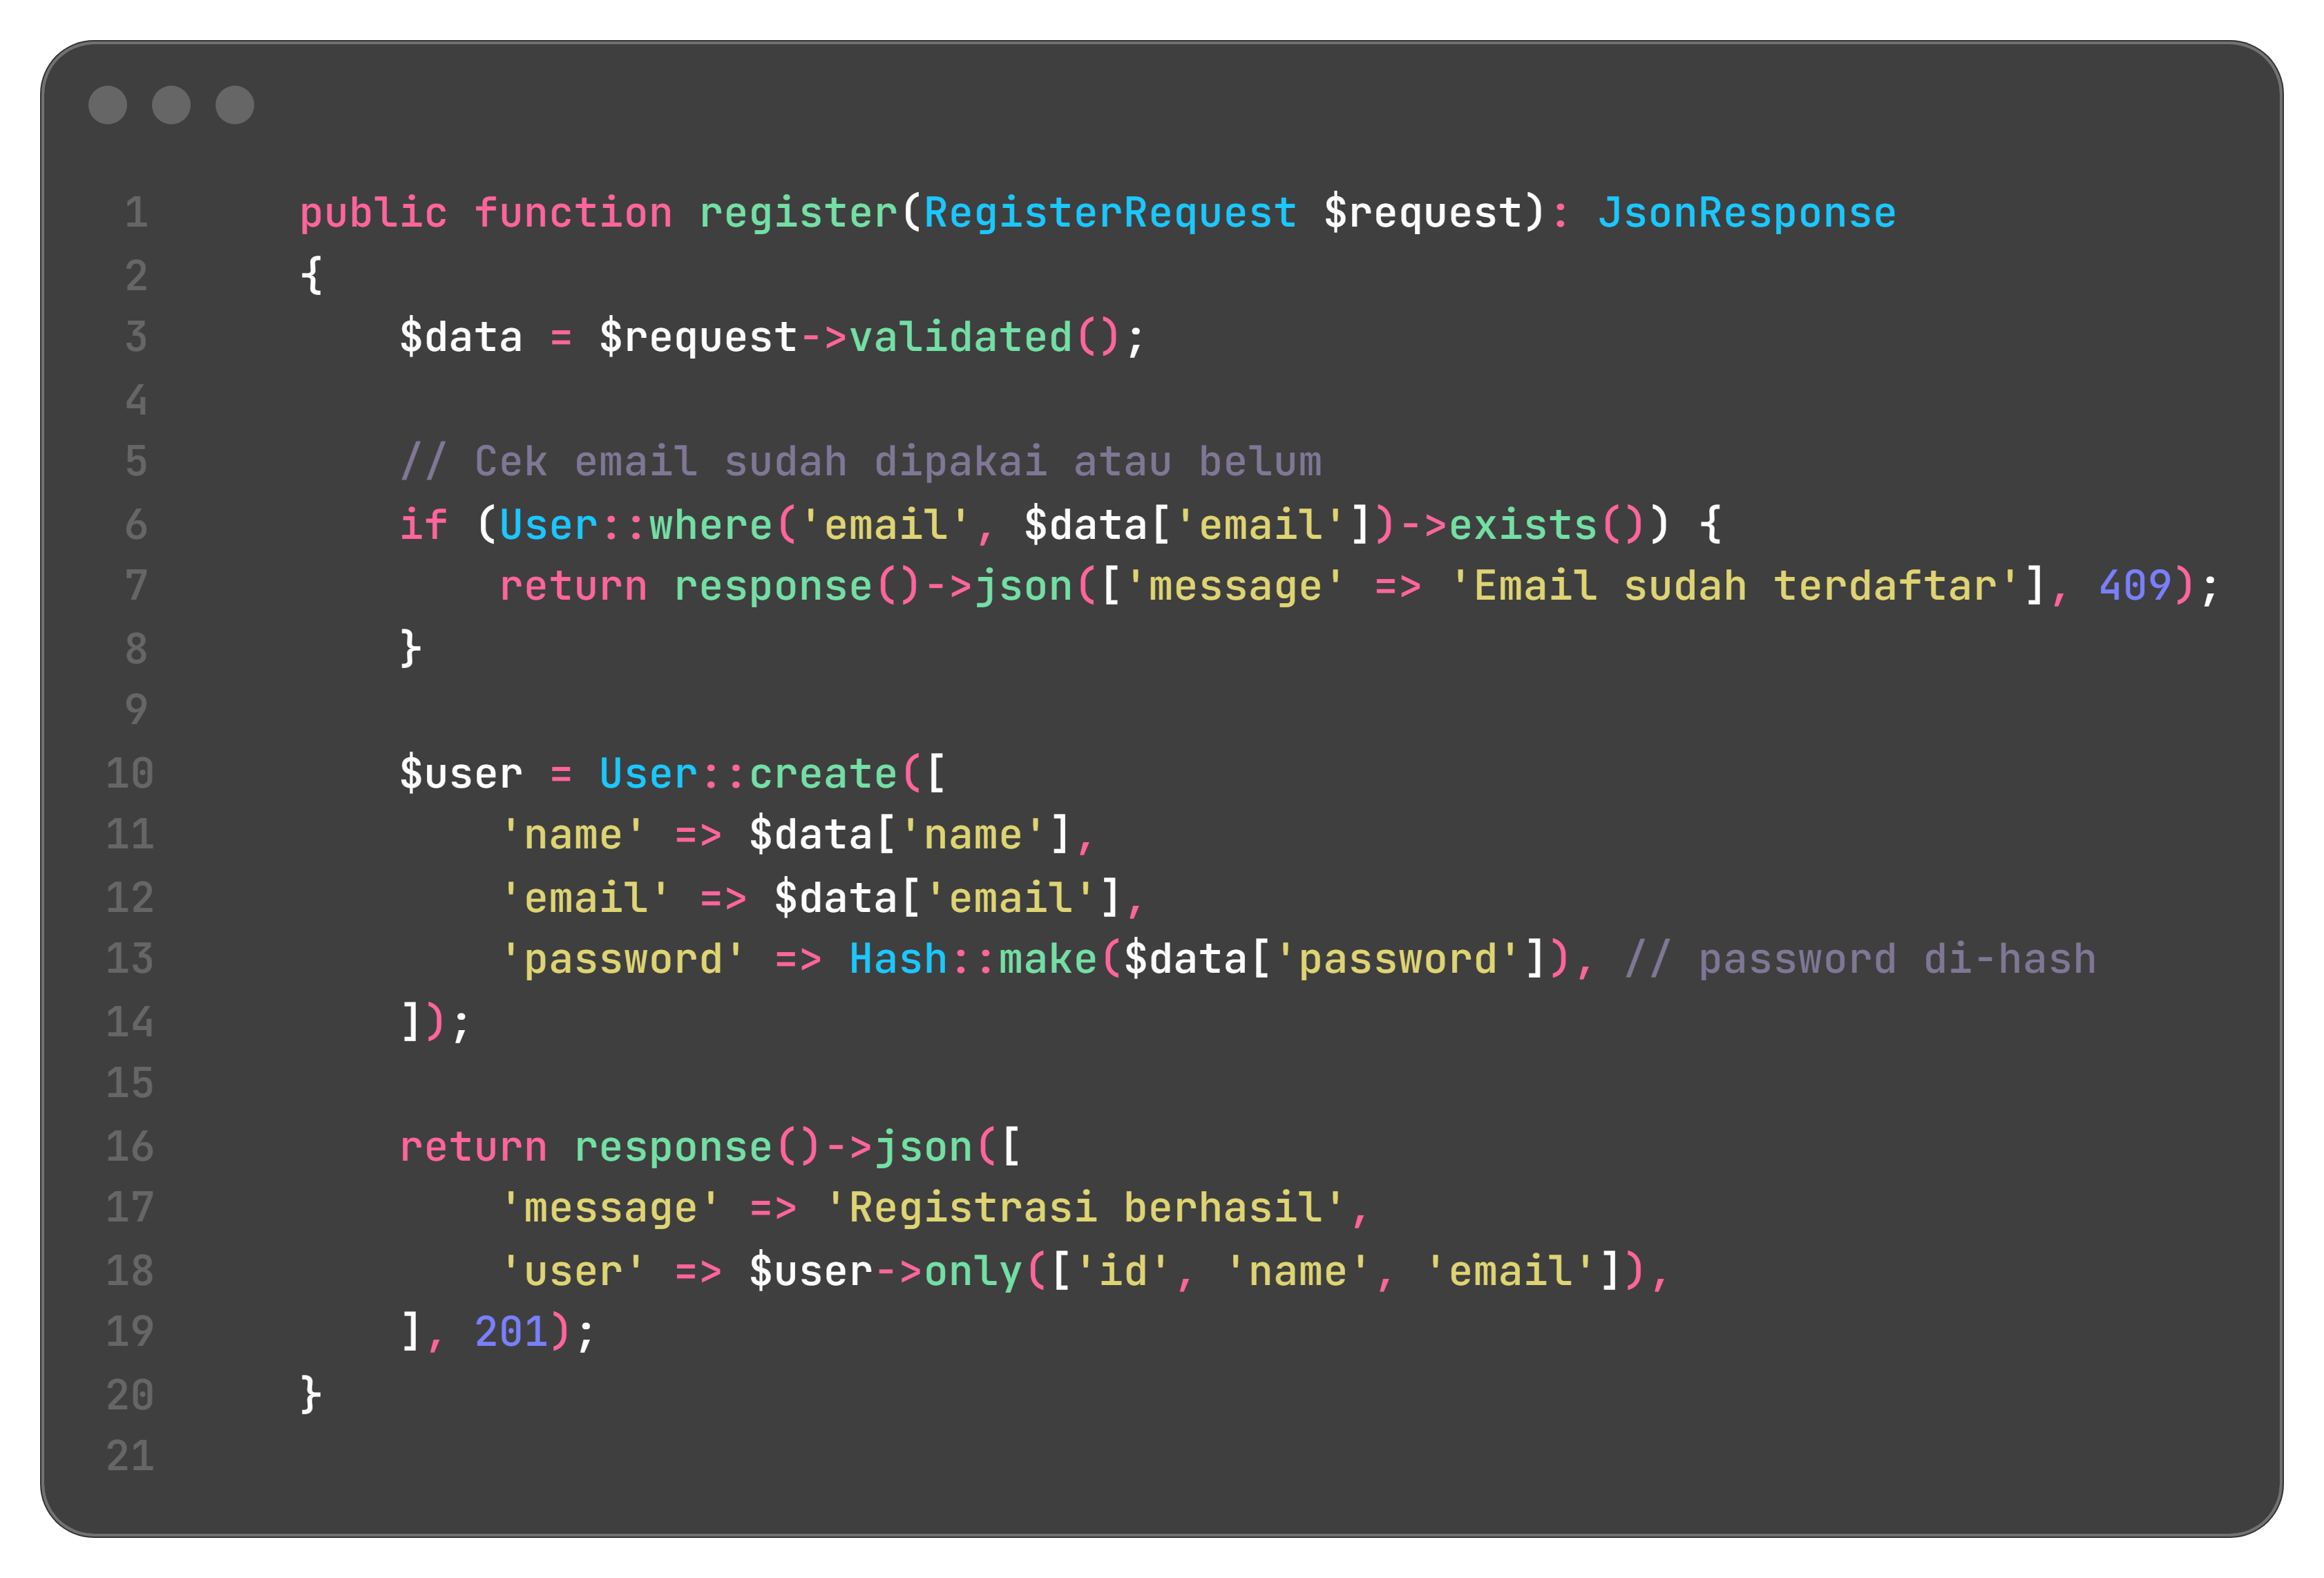 1 public function register(RegisterRequest $request): JsonResponse
2 {
3     $data = $request->validated();
4
5     // Cek email sudah dipakai atau belum
6     if (User::where('email', $data['email'])->exists()) {
7         return response()->json(['message' => 'Email sudah terdaftar'], 409);
8     }
9
10     $user = User::create([
11         'name' => $data['name'],
12         'email' => $data['email'],
13         'password' => Hash::make($data['password']), // password di-hash
14     ]);
15
16     return response()->json([
17         'message' => 'Registrasi berhasil',
18         'user' => $user->only(['id', 'name', 'email']),
19     ], 201);
20 }
21